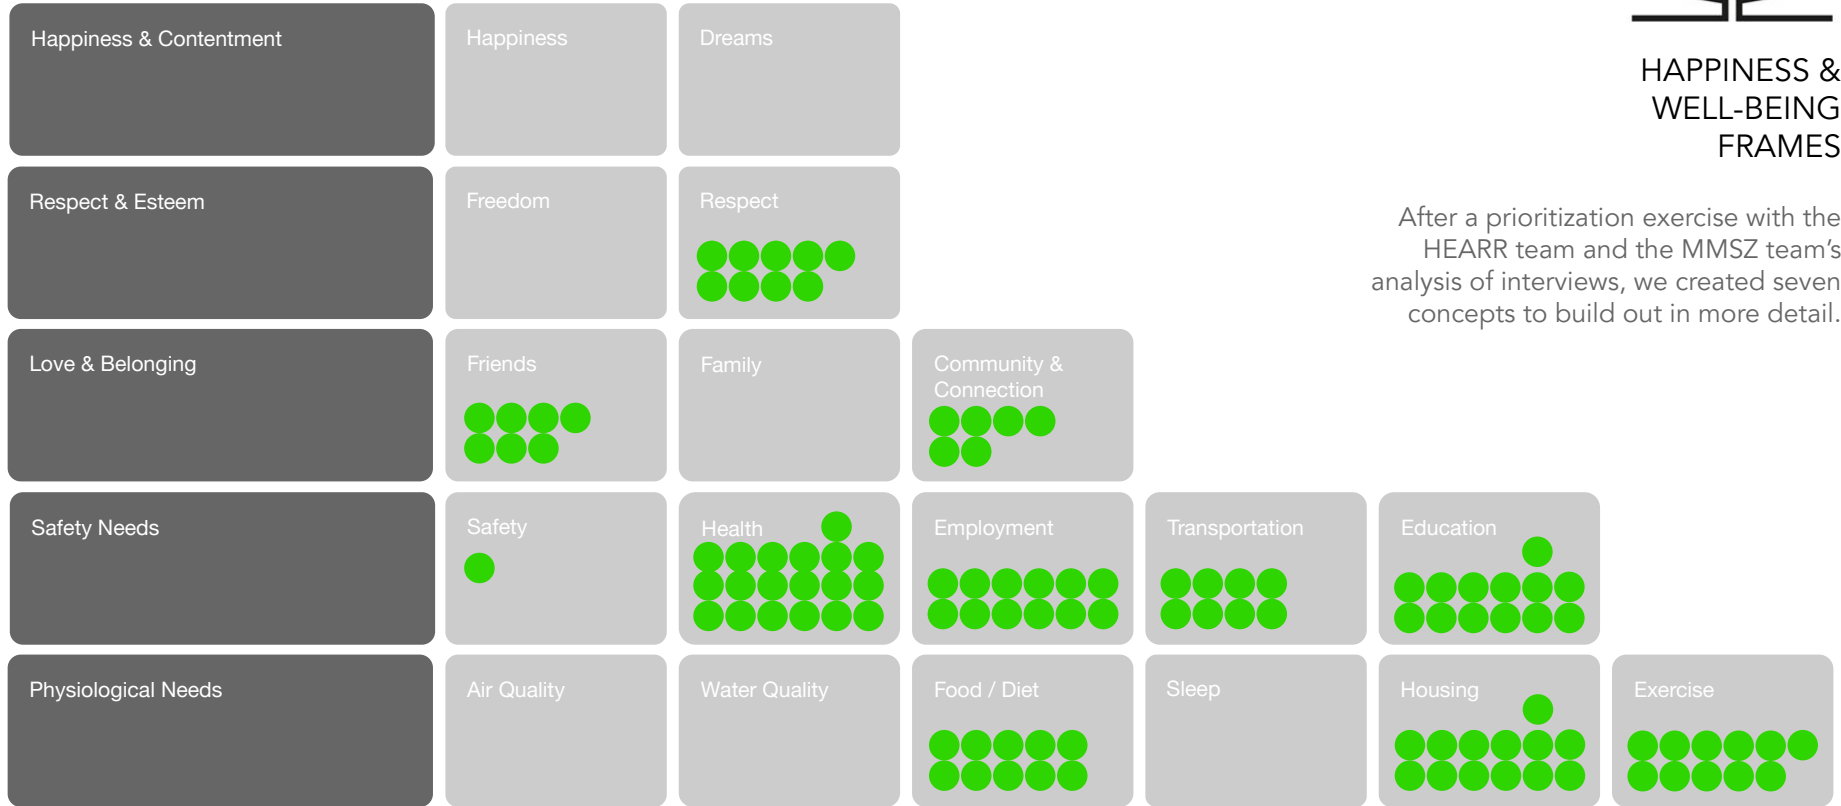 Happiness & Contentment
Happiness
Dreams
HAPPINESS &
WELL-BEING
FRAMES
Respect & Esteem
Freedom
Respect
After a prioritization exercise with the
HEARR team and the MMSZ team’s
analysis of interviews, we created seven
concepts to build out in more detail.
Love & Belonging
Friends
Family
Community &
Connection
Safety Needs
Safety
Health
Employment
Transportation
Education
Physiological Needs
Air Quality
Water Quality
Food / Diet
Sleep
Housing
Exercise